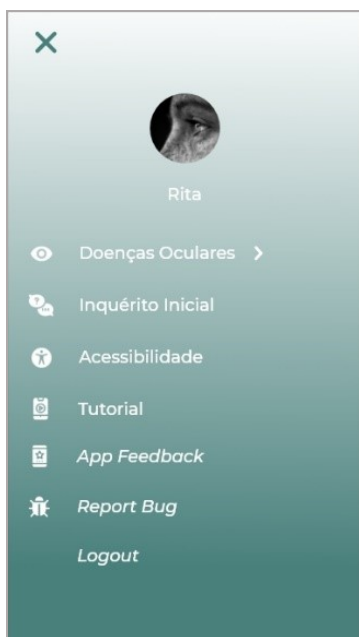 Rita
Doenças Oculares
Inquérito Inicial
Acessibilidade
Tutorial
App Feedback
Report Bug
Logout